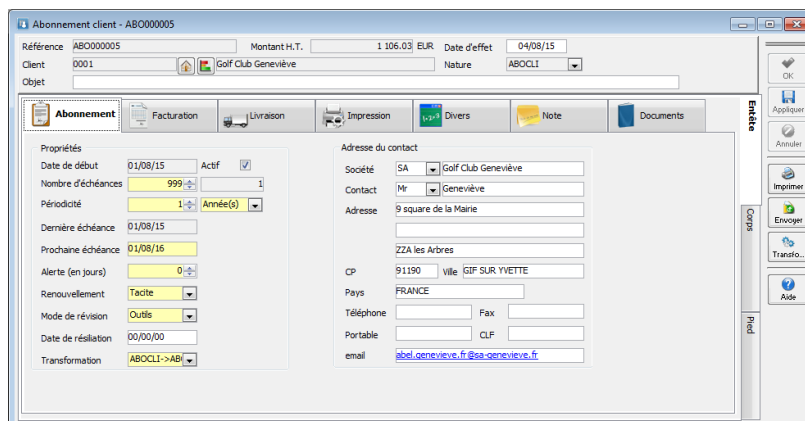 Abonnement client - ABO000005
Référence ABO000005 Montant H.T. 1 106.03 EUR Date d'effet 04/08/15
Client 0001 Golf Club Geneviève Nature ABOCLI
Objet
OK
Appliquer
Annuler
Imprimer
Envoyer
Transfo...
Aide
Abonnement Facturation Livraison Impression Divers Note Documents
Entête
Corps
Pied
Propriétés
Date de début 01/08/15 Actif
Nombre d'échéances 999 1
Périodicité 1 Année(s)
Dernière échéance 01/08/15
Prochaine échéance 01/08/16
Alerte (en jours) 0
Renouvellement Tacite
Mode de révision Outils
Date de résiliation 00/00/00
Transformation ABOCLI->AB
Adresse du contact
Société SA Golf Club Geneviève
Contact Mr Geneviève
Adresse 9 square de la Mairie
ZZA les Arbres
CP 91190 Ville GIF SUR YVETTE
Pays FRANCE
Téléphone Fax
Portable CLF
email abel.genevieve.fr@sa-genevieve.fr